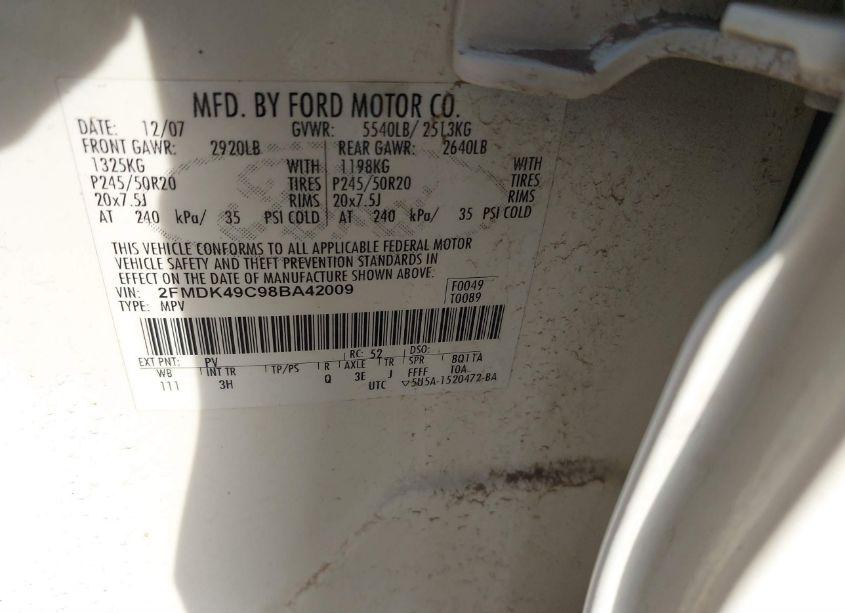 MFD. BY FORD MOTOR CO.
DATE: 12/07 GVWR: 5540LB/ 2513KG
FRONT GAWR: 2920LB REAR GAWR: 2640LB
1325KG WITH 1198KG WITH
P245/50R20 TIRES P245/50R20 TIRES
20x7.5J RIMS 20x7.5J RIMS
AT 240 kPa/ 35 PSI COLD AT 240 kPa/ 35 PSI COLD
THIS VEHICLE CONFORMS TO ALL APPLICABLE FEDERAL MOTOR
VEHICLE SAFETY AND THEFT PREVENTION STANDARDS IN
EFFECT ON THE DATE OF MANUFACTURE SHOWN ABOVE.
VIN: 2FMDK49C98BA42009 F0049
TYPE: MPV T0089
EXT PNT: PV RC: 52 DSO:
WB INT TR TP/PS R AXLE TR SPR BQ1TA
111 3H Q 3E J FFFF 10A
UTC ▽5U5A-1520472-BA